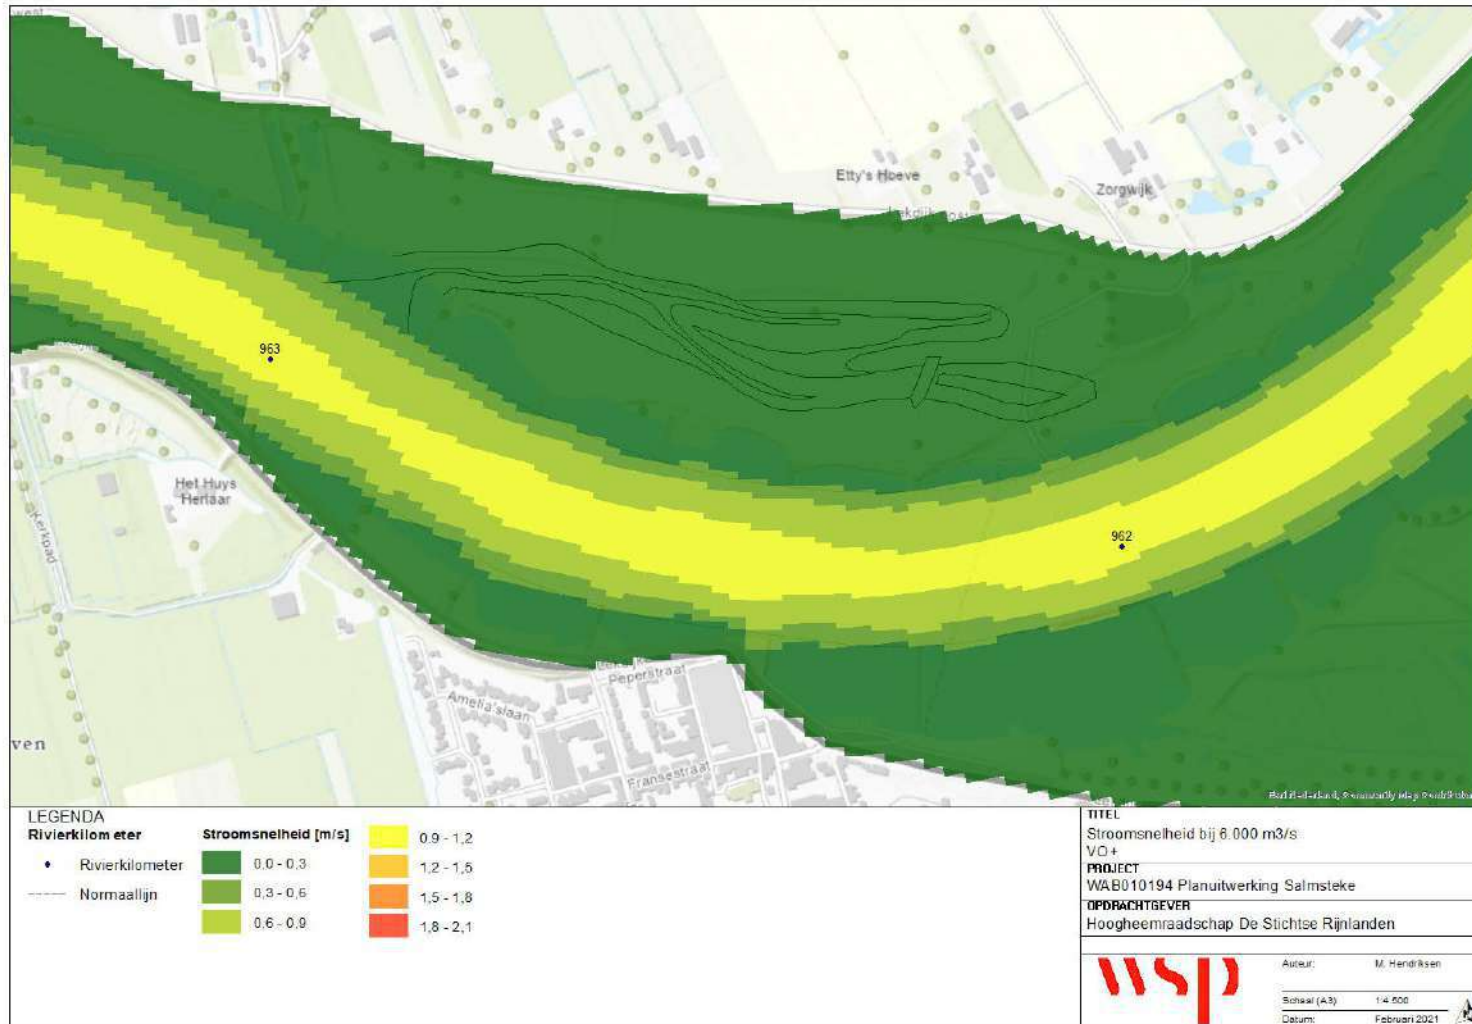 west
Etty's Hoeve
Zorgwijk
963
Het Huys
Herlaar
Kerkpad
962
Peperstraat
Amelia'slaan
ven
Fransestraat
LEGENDA
Rivierkilometer
Rivierkilometer
Normaallijn
Stroomsnelheid [m/s]
0,0 - 0,3
0,3 - 0,6
0,6 - 0,9
0,9 - 1,2
1,2 - 1,5
1,5 - 1,8
1,8 - 2,1
TITEL
Stroomsnelheid bij 6.000 m3/s
VO+
PROJECT
WAB010194 Planuitwerking Salmsteke
OPDRACHTGEVER
Hoogheemraadschap De Stichtse Rijnlanden
wsp
Auteur: M. Hendriksen
Schaal (A3) 1:4.500
Datum: Februari 2021